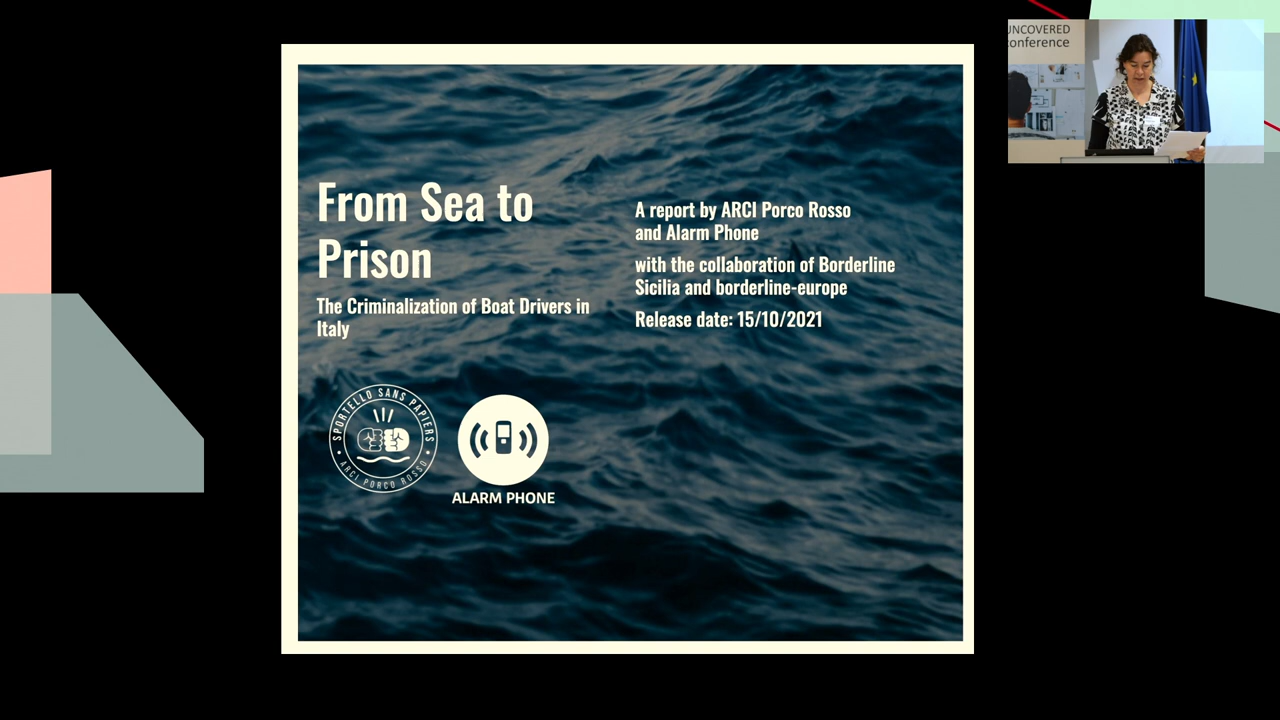 From Sea to
Prison
The Criminalization of Boat Drivers in
Italy
A report by ARCI Porco Rosso
and Alarm Phone
with the collaboration of Borderline
Sicilia and borderline-europe
Release date: 15/10/2021
SPORTELLO SANS PAPIERS
• ARCI PORCO ROSSO •
ALARM PHONE
UNCOVERED
conference